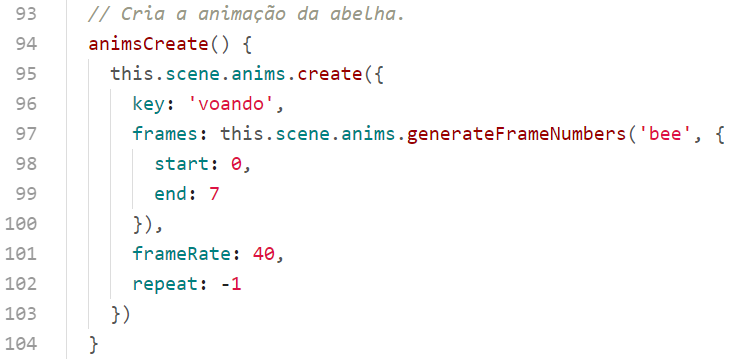 93 // Cria a animação da abelha.
94 animsCreate() {
95 this.scene.anims.create({
96 key: 'voando',
97 frames: this.scene.anims.generateFrameNumbers('bee', {
98 start: 0,
99 end: 7
100 }),
101 frameRate: 40,
102 repeat: -1
103 })
104 }